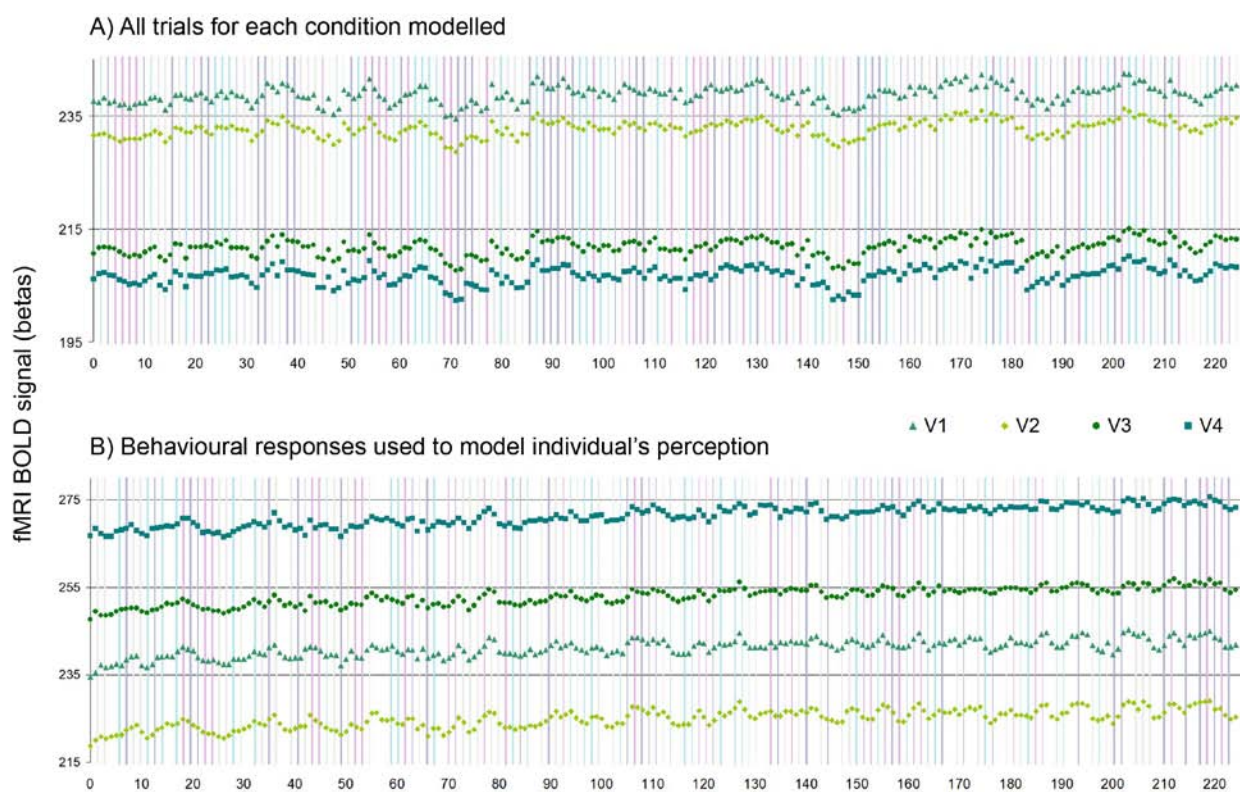 A) All trials for each condition modelled
235
215
195
0 10 20 30 40 50 60 70 80 90 100 110 120 130 140 150 160 170 180 190 200 210 220
fMRI BOLD signal (betas)
V1 V2 V3 V4
B) Behavioural responses used to model individual's perception
275
255
235
215
0 10 20 30 40 50 60 70 80 90 100 110 120 130 140 150 160 170 180 190 200 210 220